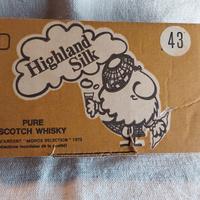 43
Highland
Silk
PURE
SCOTCH WHISKY
"MONDE SELECTION" 1975